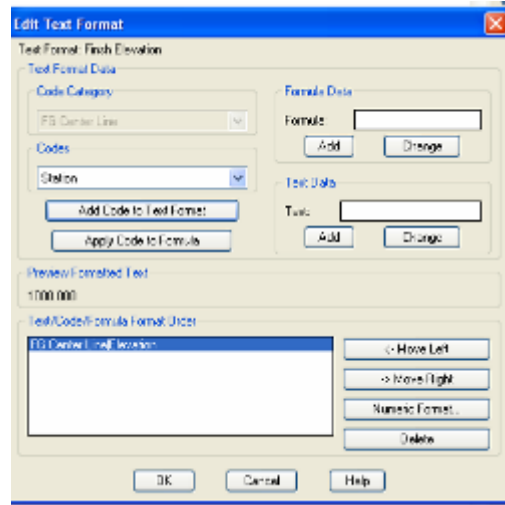 Edit Text Format
Text Format: Finsh Elevation
Text Format Data
Code Category
FG Center Line
Codes
Station
Add Code to Text Format
Apply Code to Formula
Formula Data
Formula:
Add Change
Text Data
Text:
Add Change
Preview Formatted Text
1000.000
Text/Code/Formula Format Order
FG Center Line|Elevation
<- Move Left
-> Move Right
Numeric Format...
Delete
OK Cancel Help